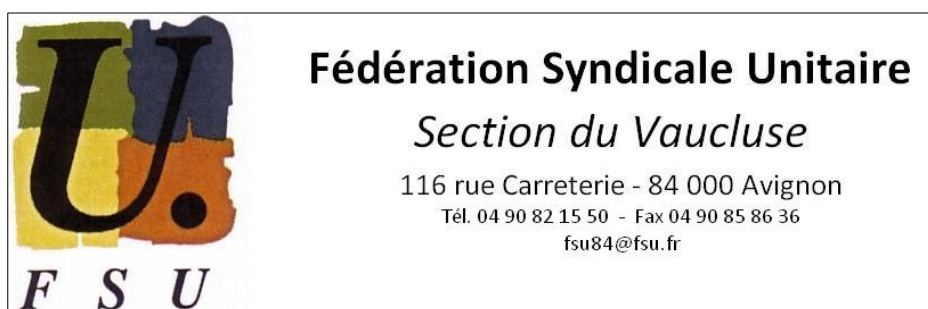 U.
F S U
Fédération Syndicale Unitaire
Section du Vaucluse
116 rue Carreterie - 84 000 Avignon
Tél. 04 90 82 15 50 - Fax 04 90 85 86 36
fsu84@fsu.fr